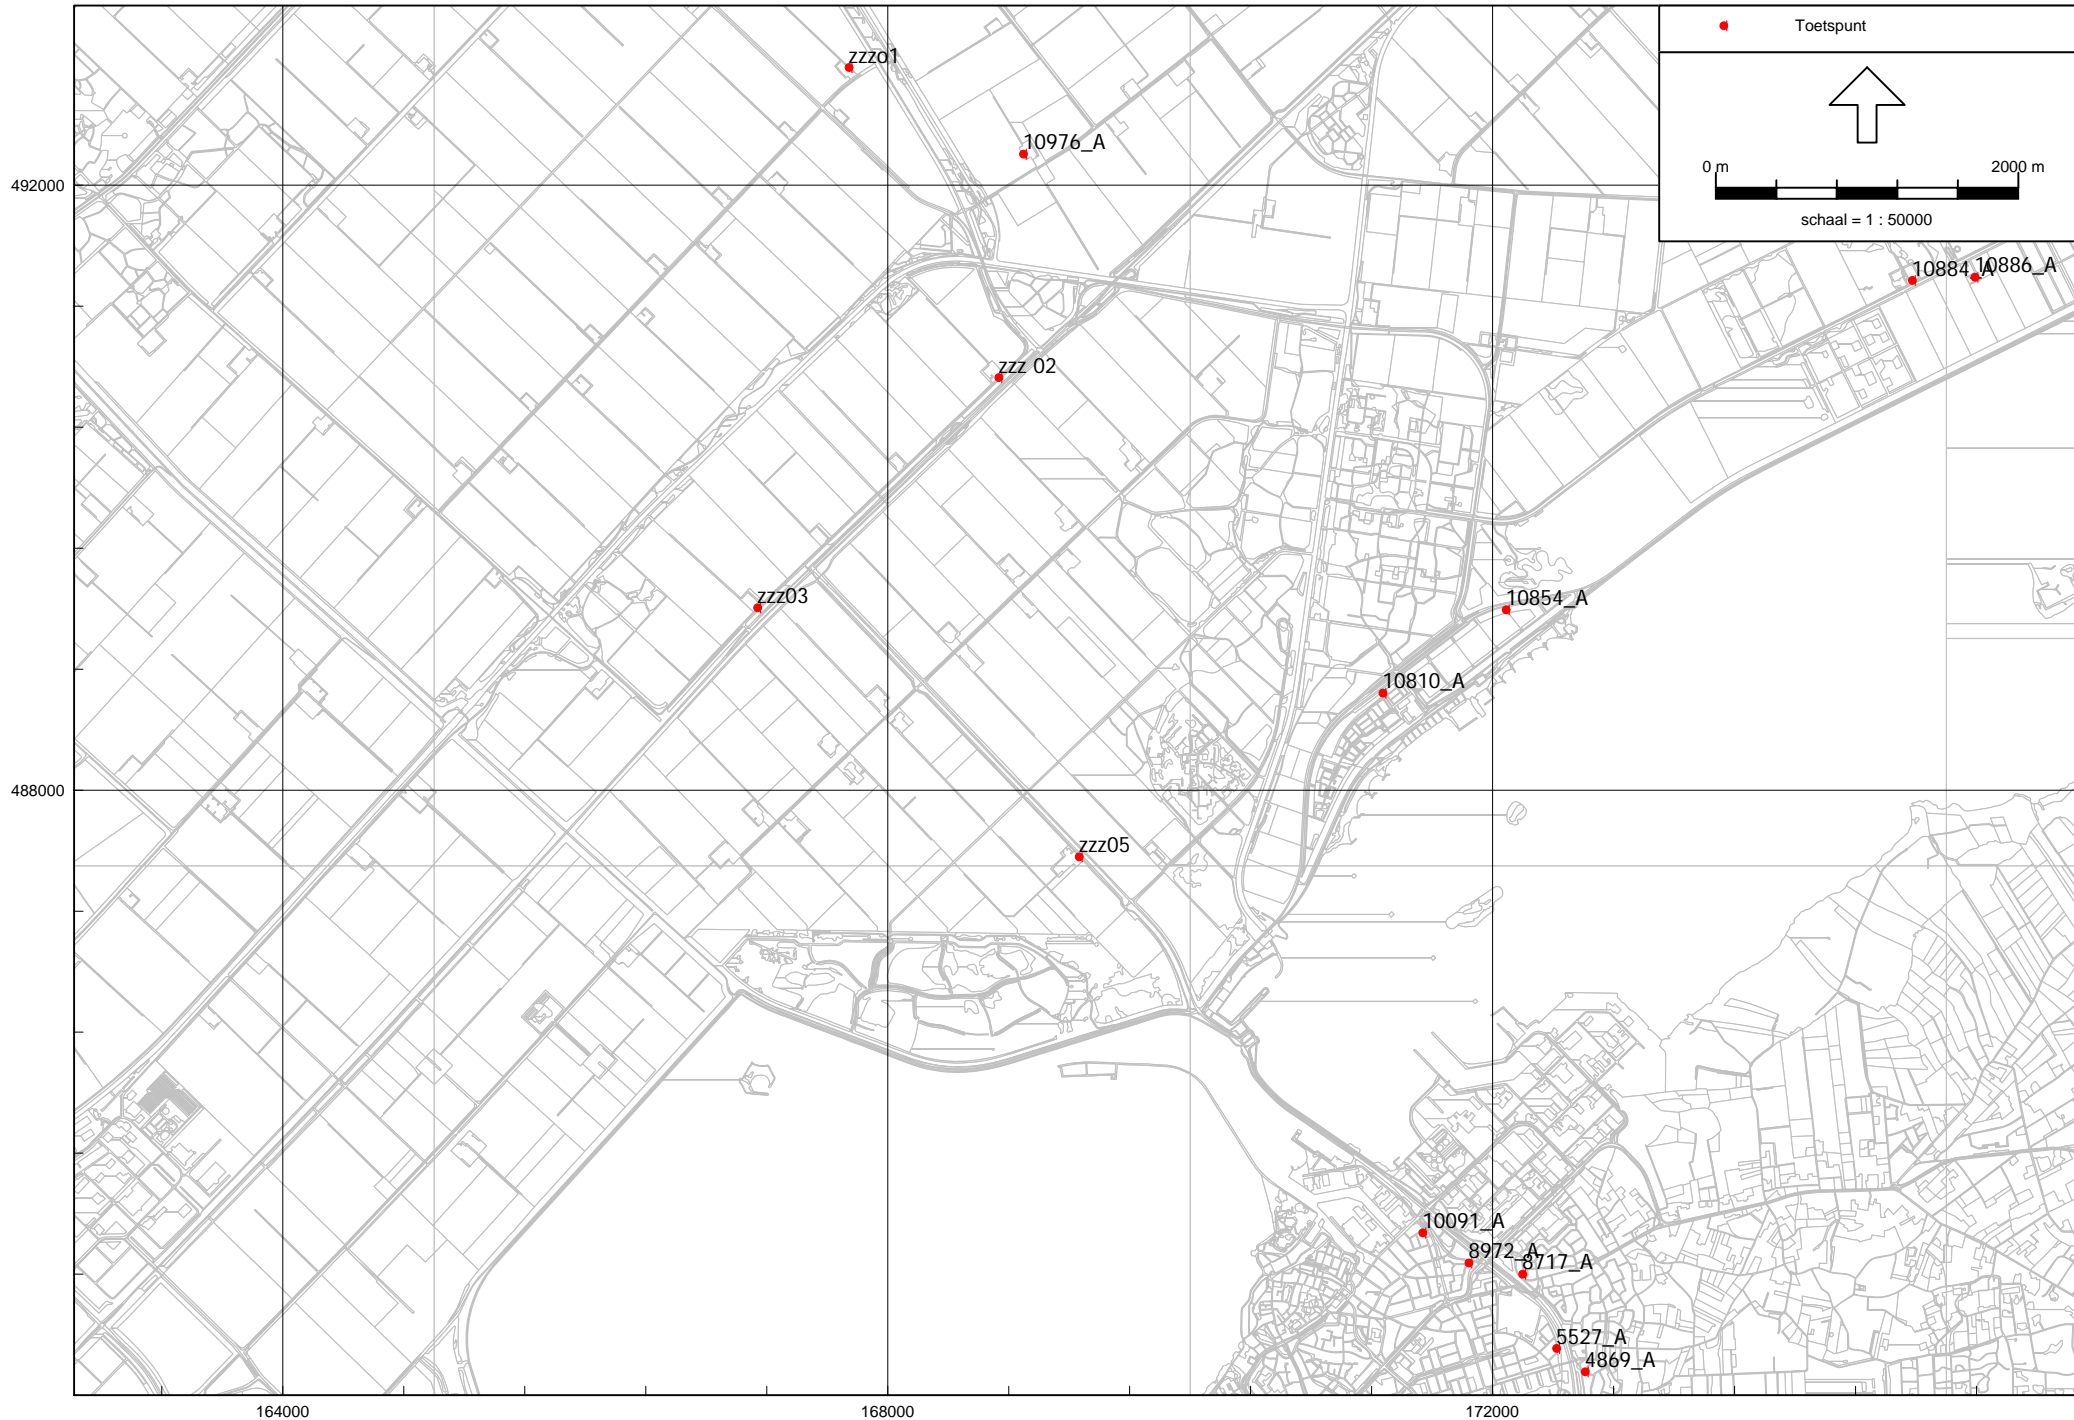 Toetspunt
zzzo1
10976_A
492000
0 m 2000 m
schaal = 1 : 50000
10884_A
10886_A
zzz 02
zzz03
10854_A
10810_A
488000
zzz05
10091_A
8972_A
8717_A
5527_A
4869_A
164000 168000 172000